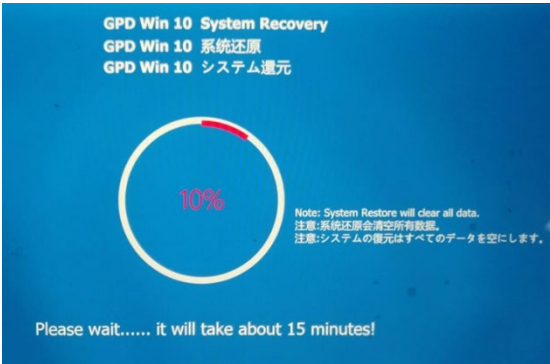 GPD Win 10 System Recovery
GPD Win 10 系统还原
GPD Win 10 システム還元
10%
Note: System Restore will clear all data.
注意:系统还原会清空所有数据。
注意:システムの復元はすべてのデータを空にします。
Please wait...... it will take about 15 minutes!